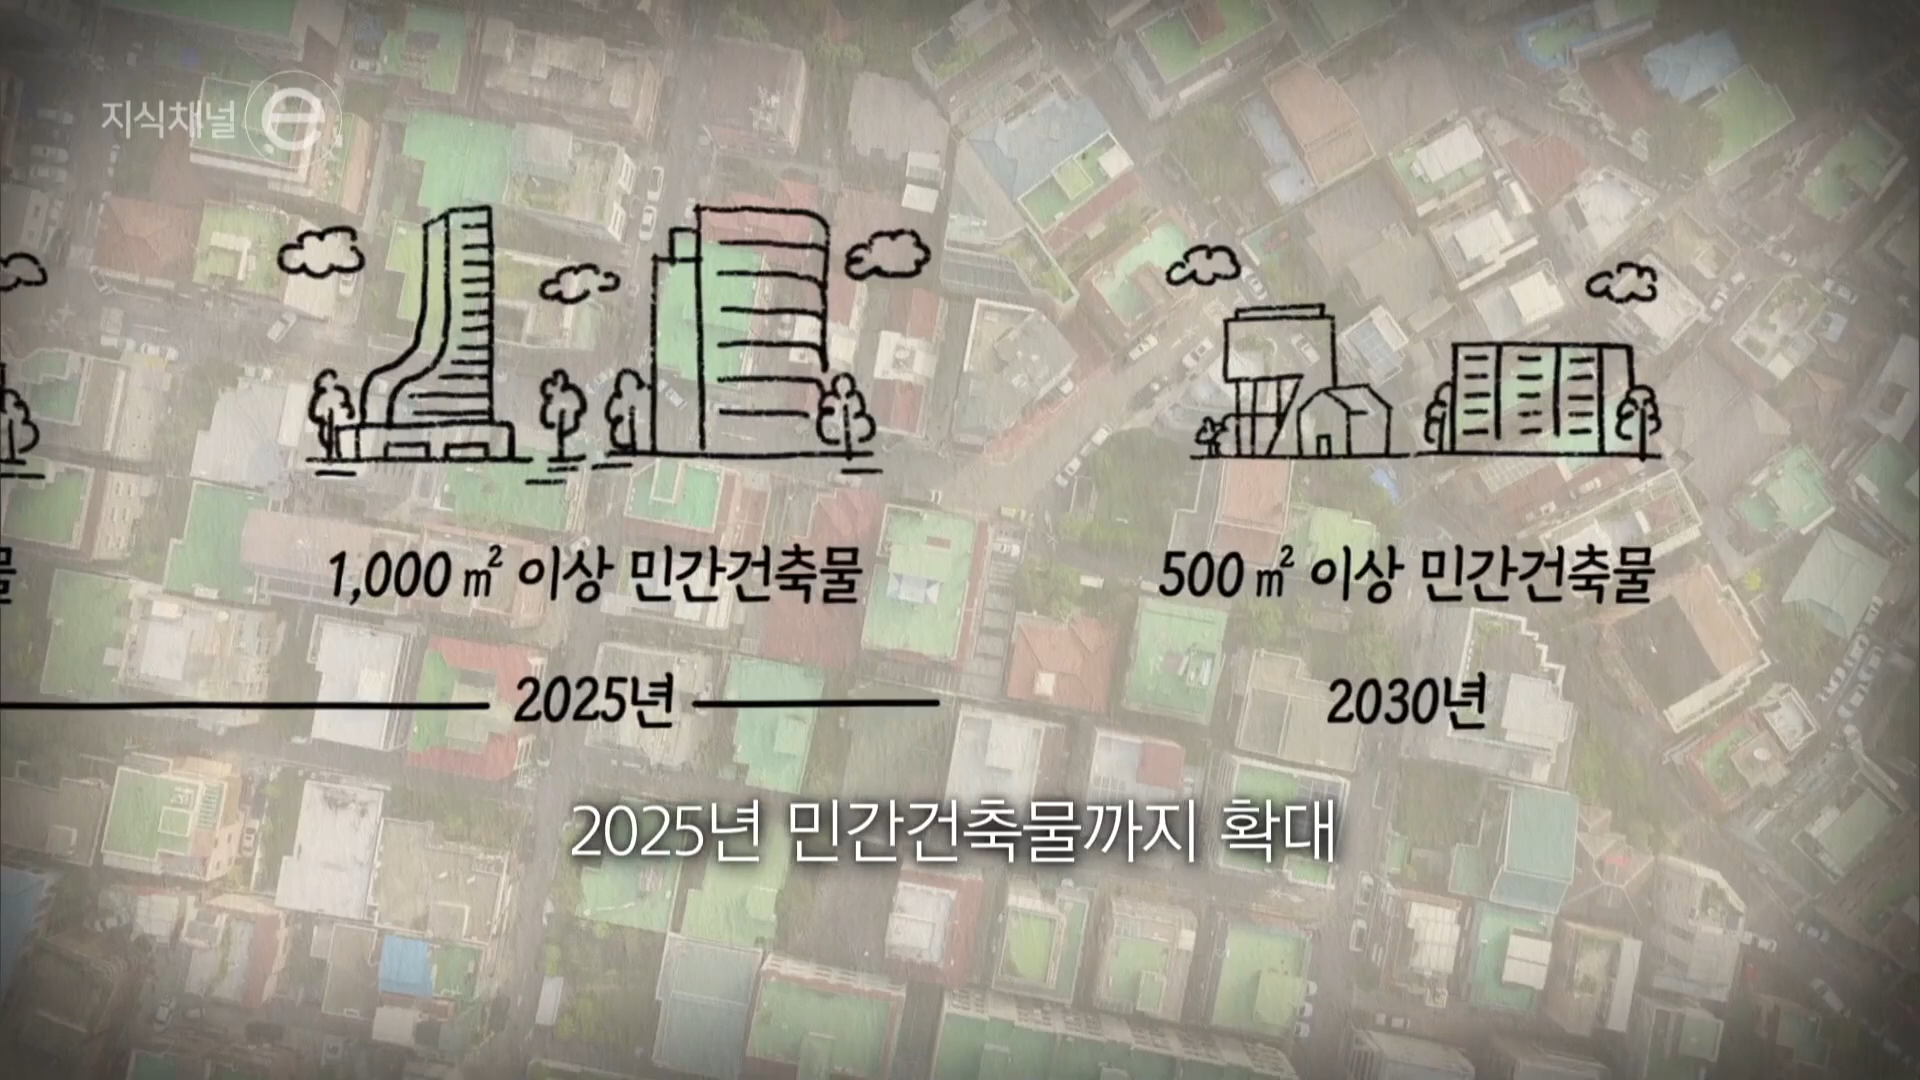 지식채널 e
1,000㎡ 이상 민간건축물
500㎡ 이상 민간건축물
물
2025년
2030년
2025년 민간건축물까지 확대